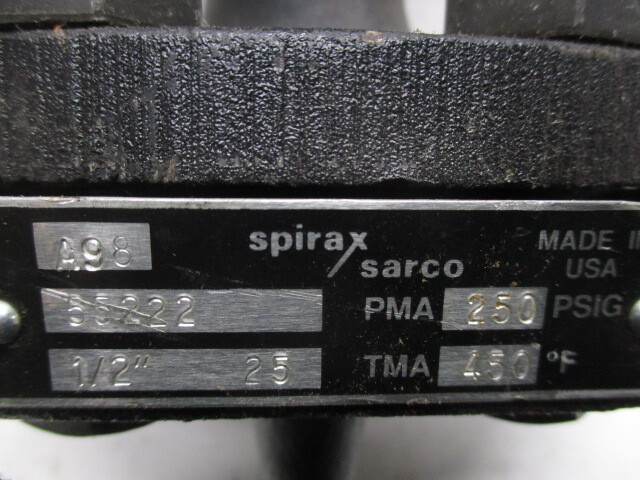 A98 spirax/sarco MADE IN USA
55222 PMA 250 PSIG
1/2" 25 TMA 450 °F